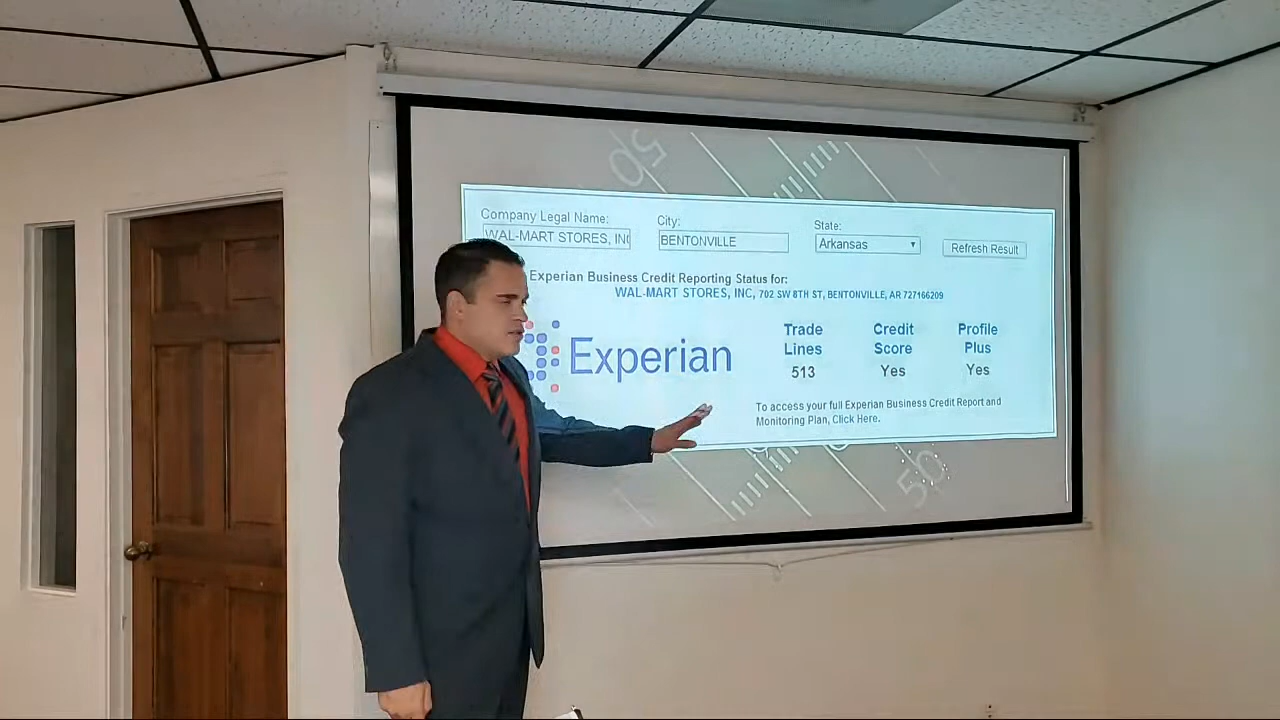 50
Company Legal Name:
City:
State:
WAL-MART STORES, IN
BENTONVILLE
Arkansas
Refresh Result
Experian Business Credit Reporting Status for:
WAL-MART STORES, INC, 702 SW 8TH ST, BENTONVILLE, AR 727166209
Experian
Trade Lines
Credit Score
Profile Plus
513
Yes
Yes
To access your full Experian Business Credit Report and
Monitoring Plan, Click Here.
50